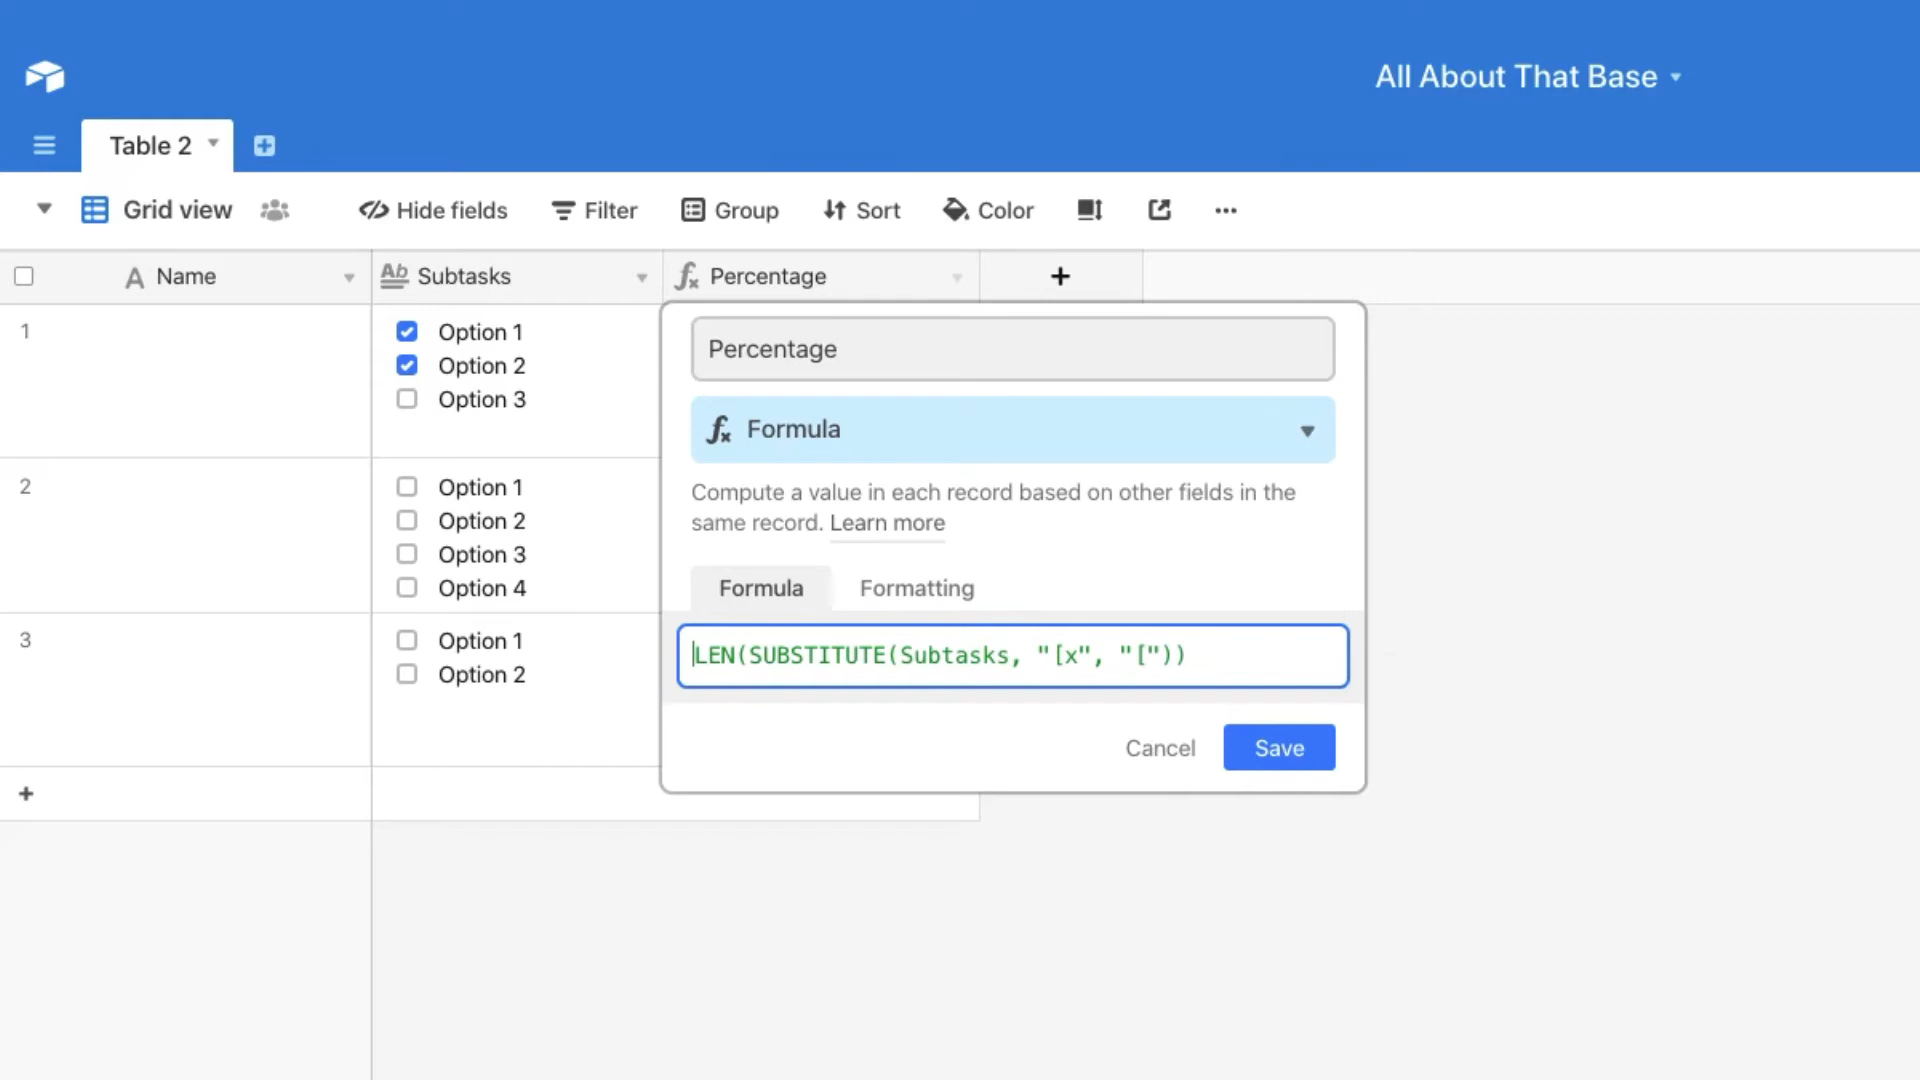 All About That Base
Table 2
Grid view
Hide fields
Filter
Group
Sort
Color
Name
Subtasks
Percentage
1
Option 1
Option 2
Option 3
2
Option 1
Option 2
Option 3
Option 4
3
Option 1
Option 2
Percentage
Formula
Compute a value in each record based on other fields in the
same record. Learn more
Formula
Formatting
LEN(SUBSTITUTE(Subtasks, "[x", "["))
Cancel
Save